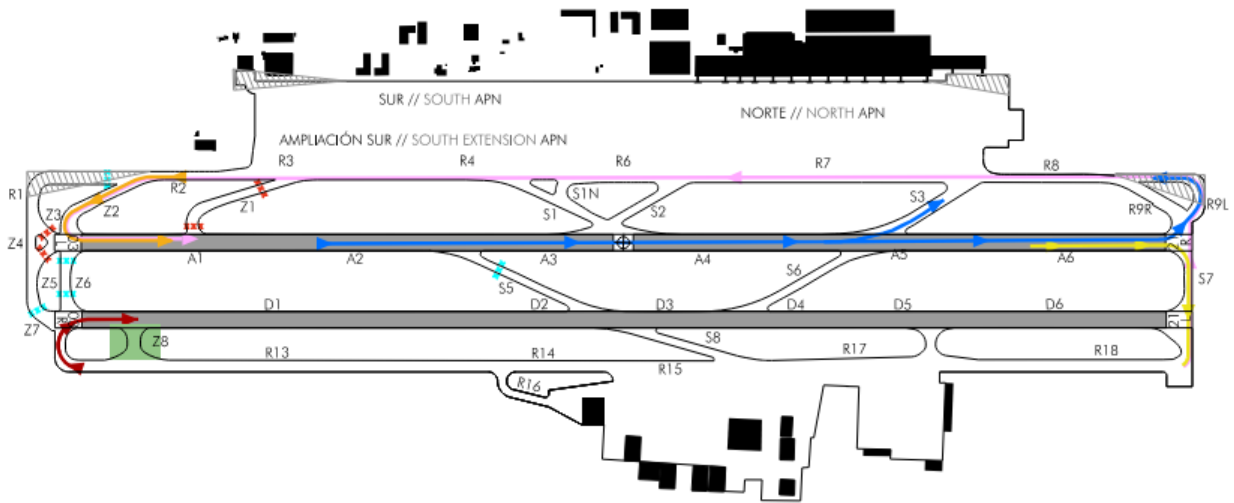 SUR // SOUTH APN
NORTE // NORTH APN
AMPLIACIÓN SUR // SOUTH EXTENSION APN
R3 R4 R6 R7 R8
R1 R2 S1N S3
Z1 Z2 S1 S2 R9R R9L
Z3
Z4
A1 A2 A3 A4 A5 A6
Z5 Z6 S5 S6 S7
D1 D2 D3 D4 D5 D6
Z7 21
Z8 S8
R13 R14 R15 R17 R18
R16